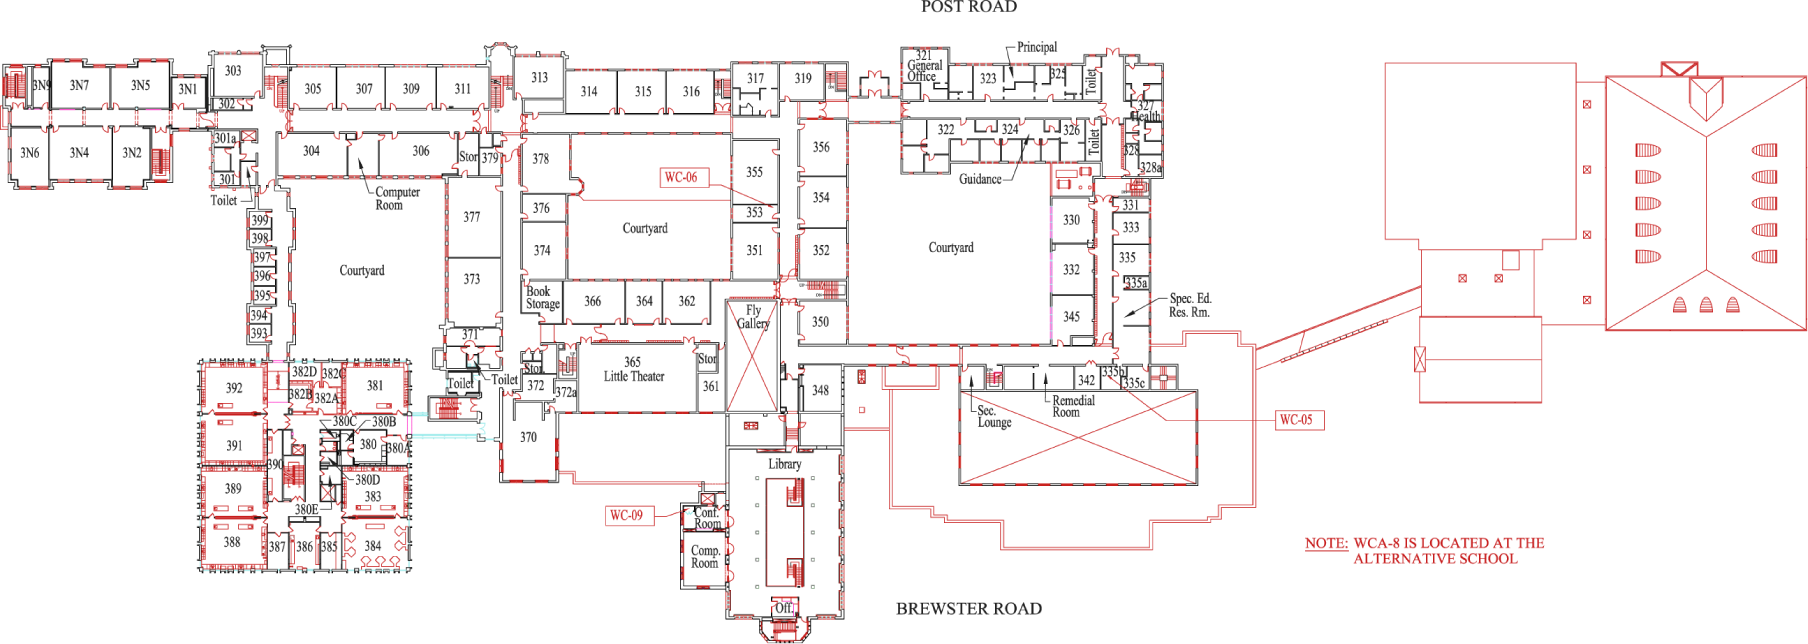 POST ROAD
3N9
3N7
3N5
3N1
303
302
305
307
309
311
313
314
315
316
317
319
321
General
Office
323
Principal
325
Toilet
327
Health
3N6
3N4
3N2
301a
301
Toilet
304
Computer
Room
306
Stor
379
378
376
374
377
373
355
353
351
WC-06
356
354
352
322
324
326
Toilet
Guidance
328
328a
330
331
333
332
335
335a
345
Spec. Ed.
Res. Rm.
399
398
397
396
395
394
393
Courtyard
Courtyard
Courtyard
Book
Storage
366
364
362
Fly
Gallery
350
371
Toilet
Toilet
Stor.
372
372a
365
Little Theater
Stor
361
348
Sec.
Lounge
Remedial
Room
342
335b
335c
WC-05
392
382D
382C
382B
382A
381
391
380C
380B
380
380A
390
380D
389
383
380E
388
387
386
385
384
370
Library
WC-09
Conf.
Room
Comp.
Room
Off.
NOTE: WCA-8 IS LOCATED AT THE
ALTERNATIVE SCHOOL
BREWSTER ROAD